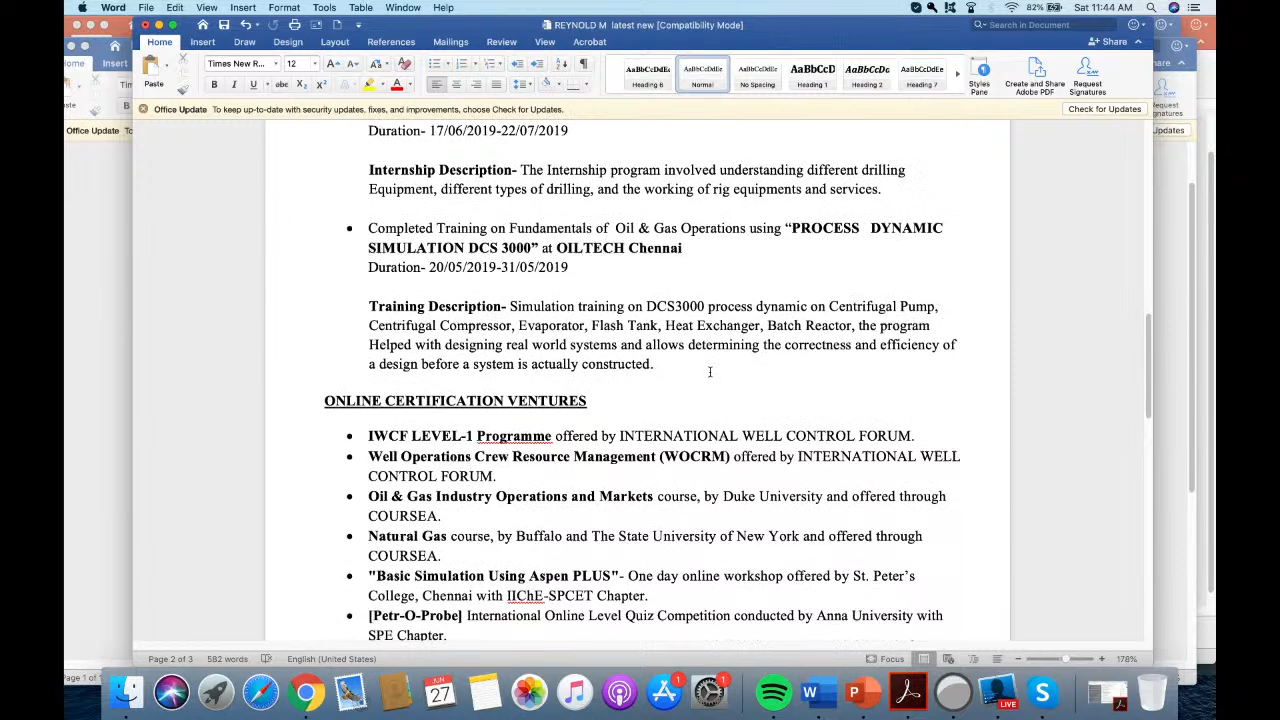 Word File Edit View Insert Format Tools Table Window Help 82% Sat 11:44 AM
REYNOLD M latest new [Compatibility Mode] Search in Document
Home Insert Draw Design Layout References Mailings Review View Acrobat Share
Paste Times New R... 12
Heading 6 Normal No Spacing Heading 1 Heading 2 Heading 7 Styles Pane Create and Share Adobe PDF Request Signatures
Office Update To keep up-to-date with security updates, fixes, and improvements, choose Check for Updates. Check for Updates
Duration- 17/06/2019-22/07/2019
Internship Description- The Internship program involved understanding different drilling
Equipment, different types of drilling, and the working of rig equipments and services.
• Completed Training on Fundamentals of Oil & Gas Operations using “PROCESS DYNAMIC
SIMULATION DCS 3000” at OILTECH Chennai
Duration- 20/05/2019-31/05/2019
Training Description- Simulation training on DCS3000 process dynamic on Centrifugal Pump,
Centrifugal Compressor, Evaporator, Flash Tank, Heat Exchanger, Batch Reactor, the program
Helped with designing real world systems and allows determining the correctness and efficiency of
a design before a system is actually constructed.
ONLINE CERTIFICATION VENTURES
• IWCF LEVEL-1 Programme offered by INTERNATIONAL WELL CONTROL FORUM.
• Well Operations Crew Resource Management (WOCRM) offered by INTERNATIONAL WELL
CONTROL FORUM.
• Oil & Gas Industry Operations and Markets course, by Duke University and offered through
COURSEA.
• Natural Gas course, by Buffalo and The State University of New York and offered through
COURSEA.
• "Basic Simulation Using Aspen PLUS"- One day online workshop offered by St. Peter’s
College, Chennai with IIChE-SPCET Chapter.
• [Petr-O-Probe] International Online Level Quiz Competition conducted by Anna University with
SPE Chapter.
Page 2 of 3 582 words English (United States) Focus 178%
JUN 27 LIVE